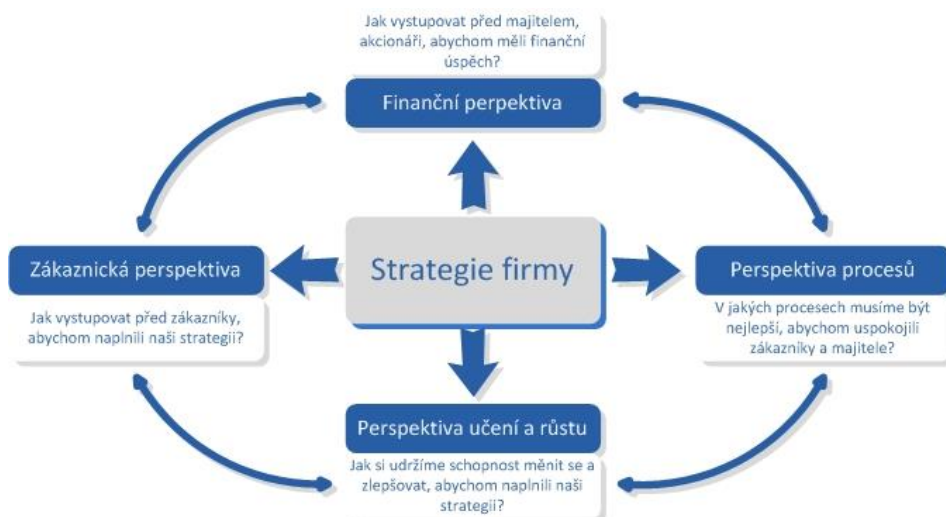 Jak vystupovat před majitelem,
akcionáři, abychom měli finanční
úspěch?
Finanční perpektiva
Zákaznická perspektiva
Jak vystupovat před zákazníky,
abychom naplnili naši strategii?
Strategie firmy
Perspektiva procesů
V jakých procesech musíme být
nejlepší, abychom uspokojili
zákazníky a majitele?
Perspektiva učení a růstu
Jak si udržíme schopnost měnit se a
zlepšovat, abychom naplnili naši
strategii?